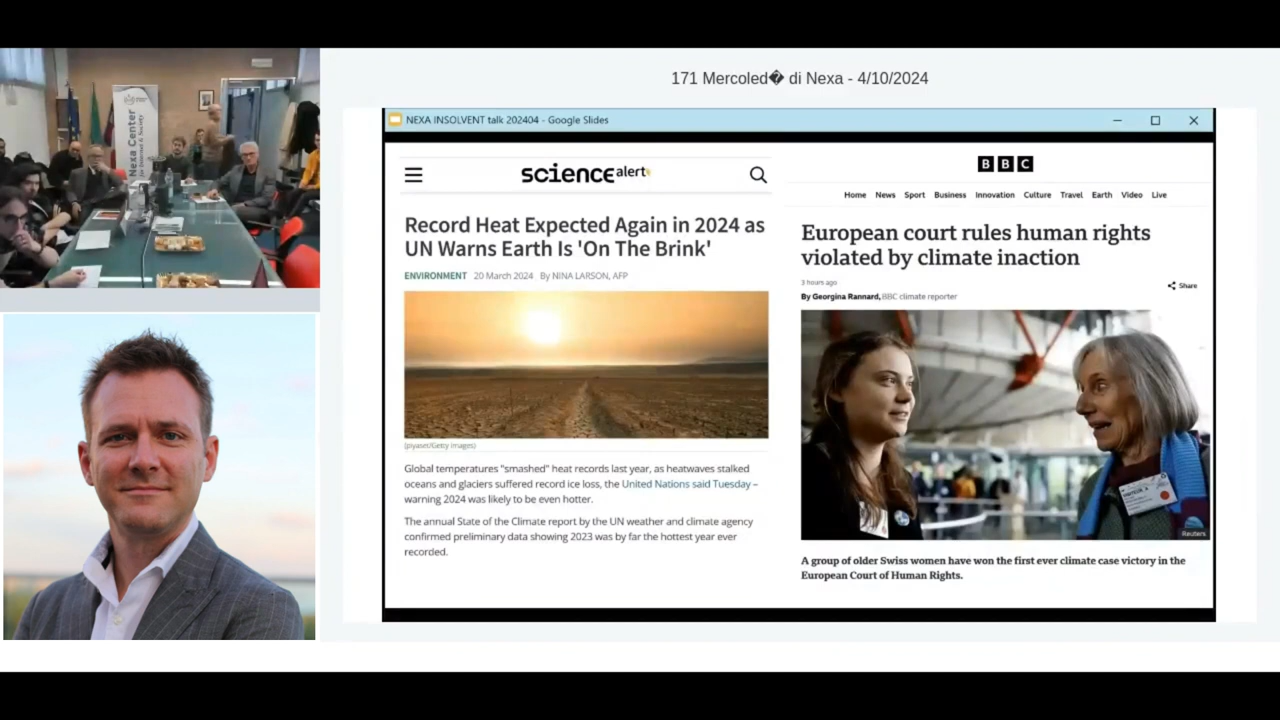 171 Mercoled� di Nexa - 4/10/2024
Nexa Center
for Internet & Society
NEXA INSOLVENT talk 202404 - Google Slides
sciencealert
Record Heat Expected Again in 2024 as
UN Warns Earth Is 'On The Brink'
ENVIRONMENT 20 March 2024 By NINA LARSON, AFP
(piyaset/Getty Images)
Global temperatures "smashed" heat records last year, as heatwaves stalked
oceans and glaciers suffered record ice loss, the United Nations said Tuesday –
warning 2024 was likely to be even hotter.
The annual State of the Climate report by the UN weather and climate agency
confirmed preliminary data showing 2023 was by far the hottest year ever
recorded.
BBC
Home News Sport Business Innovation Culture Travel Earth Video Live
European court rules human rights
violated by climate inaction
3 hours ago
Share
By Georgina Rannard, BBC climate reporter
Reuters
A group of older Swiss women have won the first ever climate case victory in the
European Court of Human Rights.